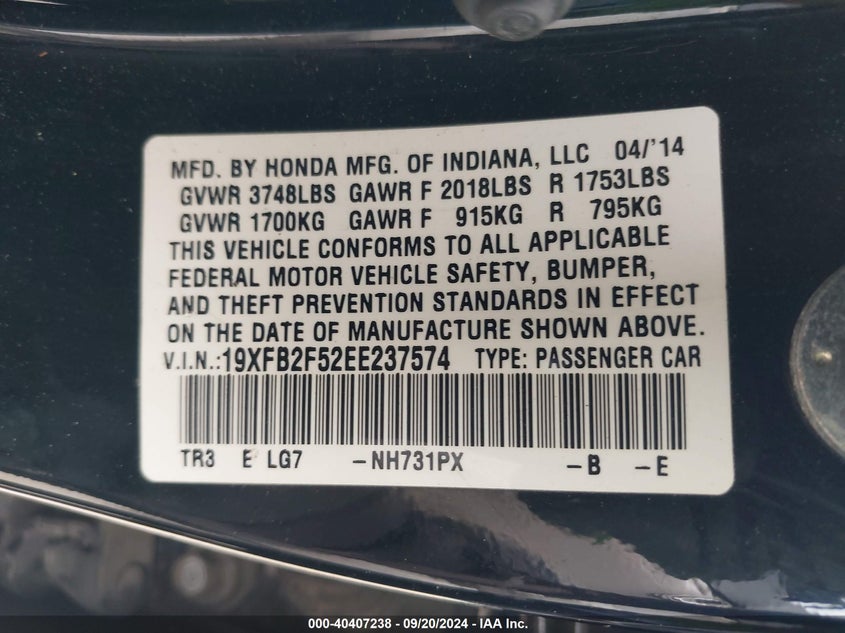 MFD. BY HONDA MFG. OF INDIANA, LLC 04/'14
GVWR 3748LBS GAWR F 2018LBS R 1753LBS
GVWR 1700KG GAWR F 915KG R 795KG
THIS VEHICLE CONFORMS TO ALL APPLICABLE
FEDERAL MOTOR VEHICLE SAFETY, BUMPER,
AND THEFT PREVENTION STANDARDS IN EFFECT
ON THE DATE OF MANUFACTURE SHOWN ABOVE.
V.I.N.:19XFB2F52EE237574 TYPE: PASSENGER CAR
TR3 E LG7 -NH731PX -B -E
000-40407238 - 09/20/2024 - IAA Inc.